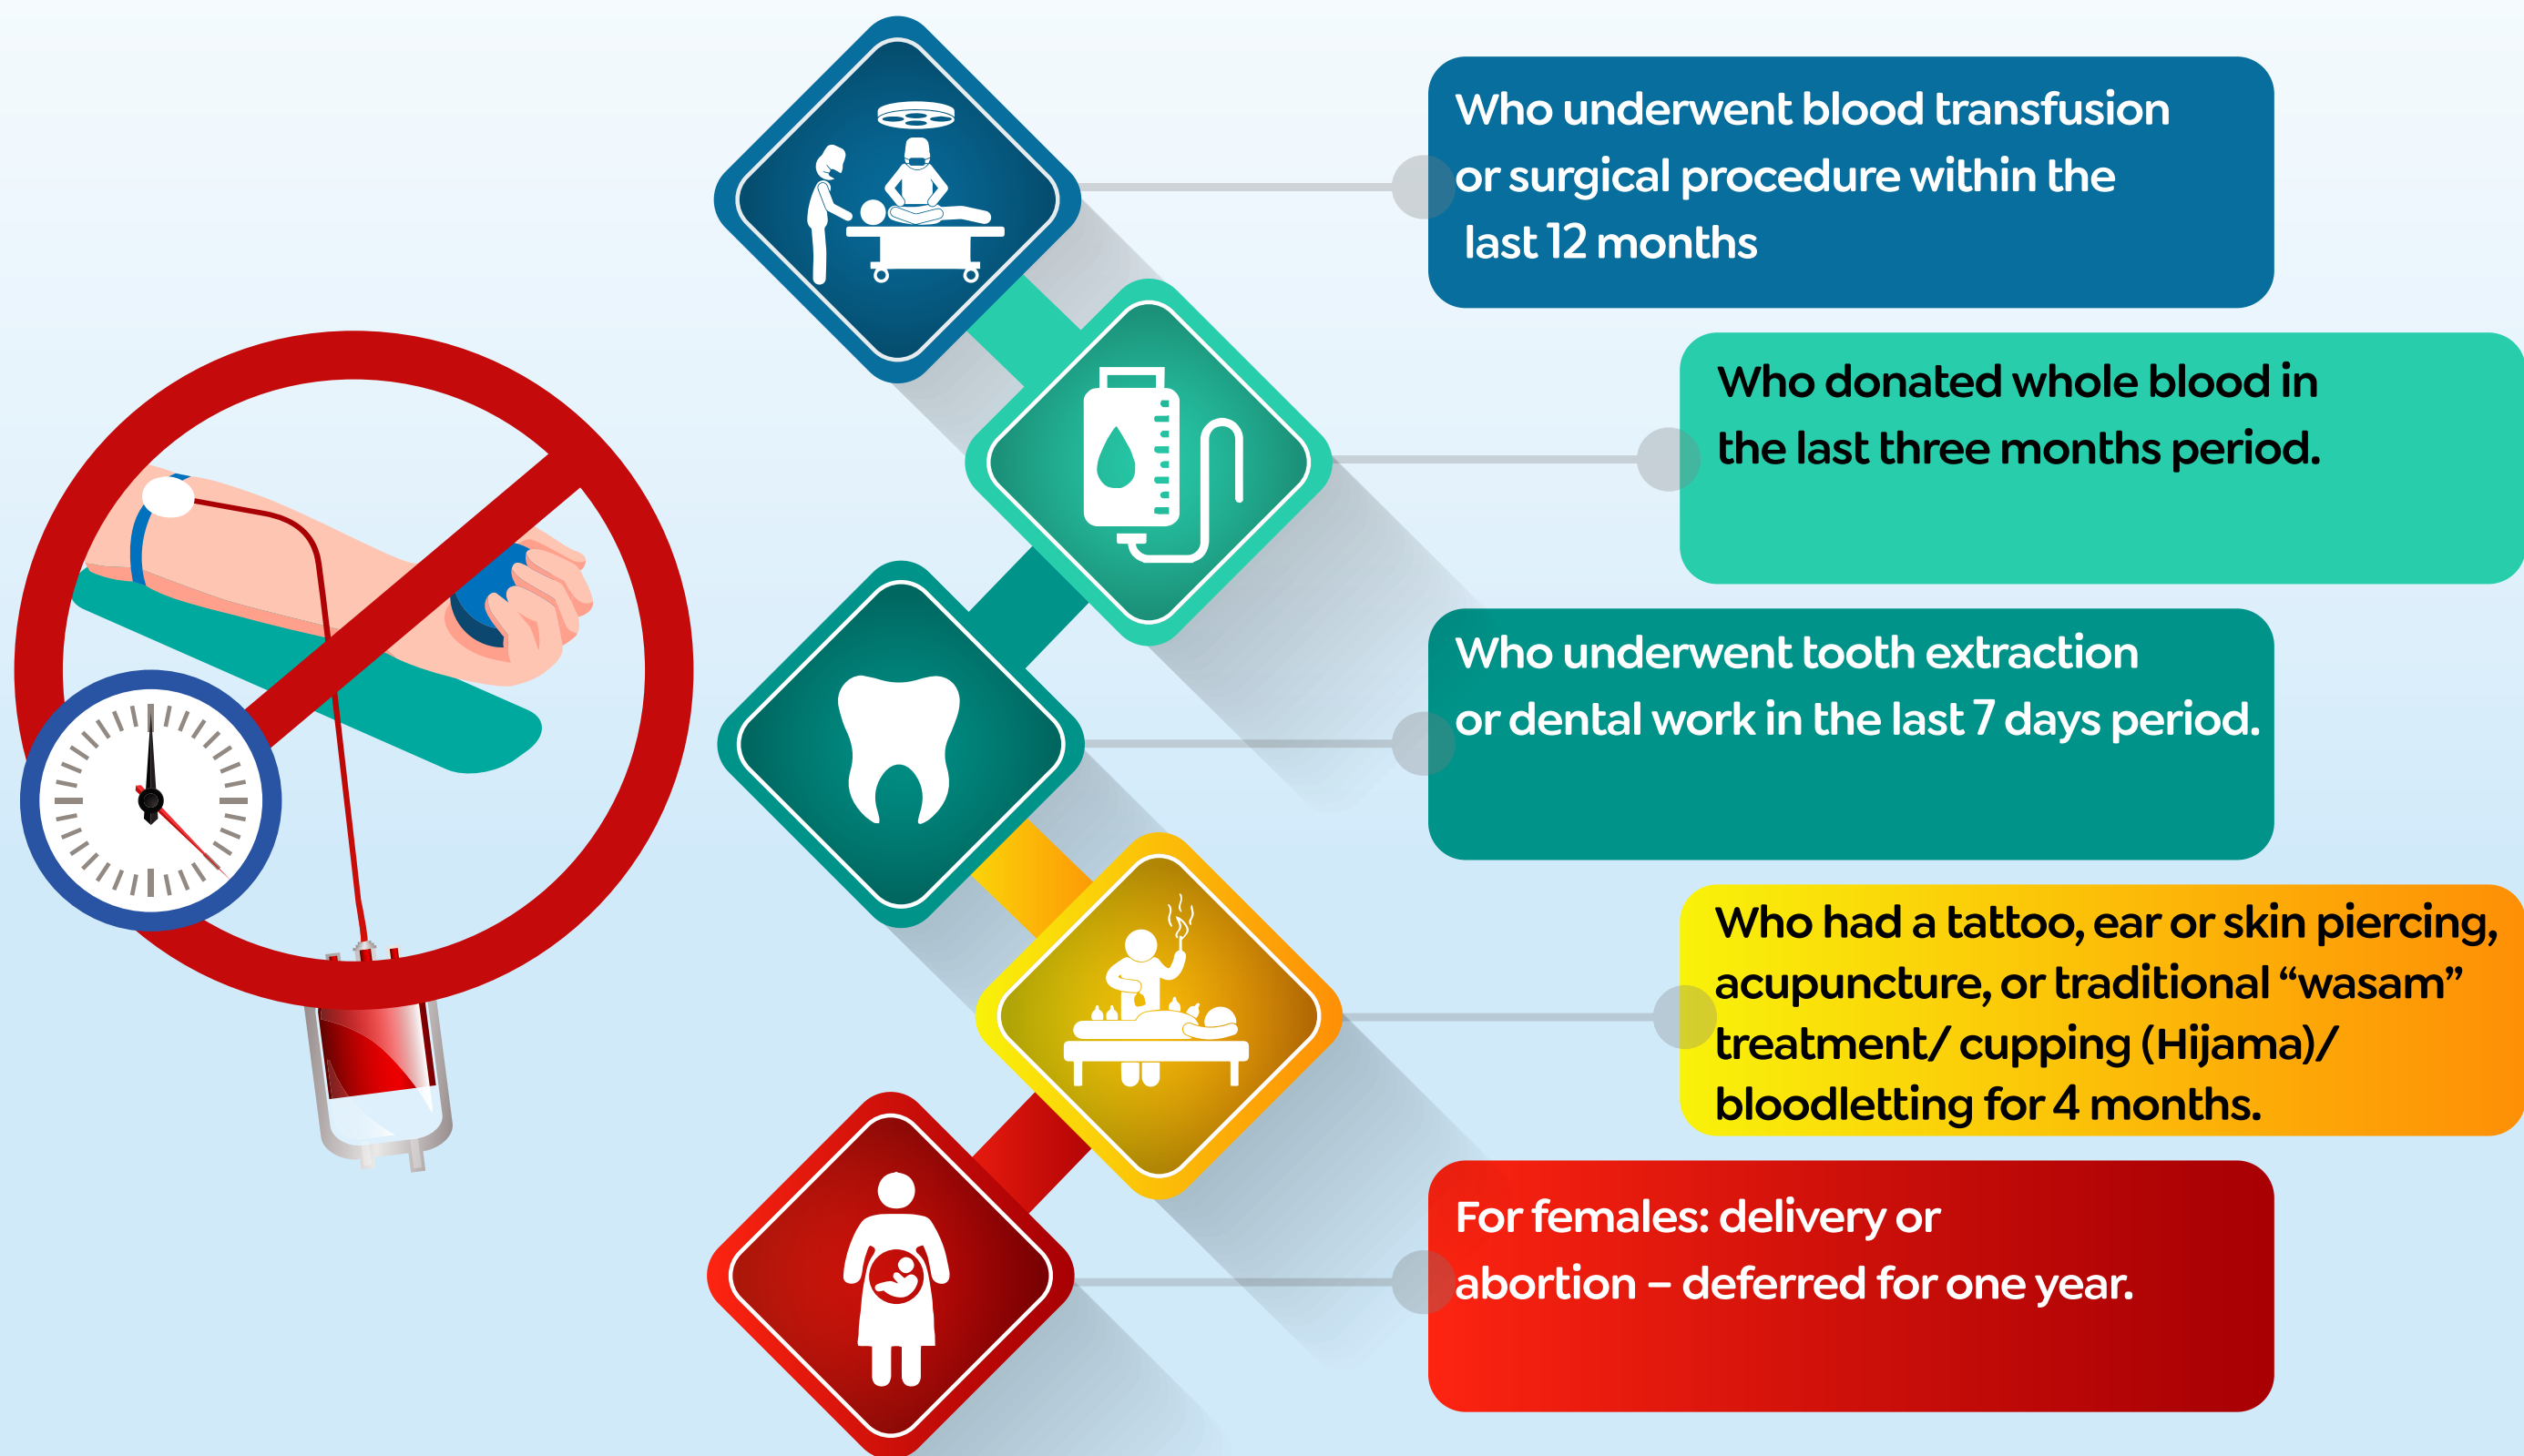 Who underwent blood transfusion
or surgical procedure within the
last 12 months
Who donated whole blood in
the last three months period.
Who underwent tooth extraction
or dental work in the last 7 days period.
Who had a tattoo, ear or skin piercing,
acupuncture, or traditional “wasam”
treatment/ cupping (Hijama)/
bloodletting for 4 months.
For females: delivery or
abortion – deferred for one year.